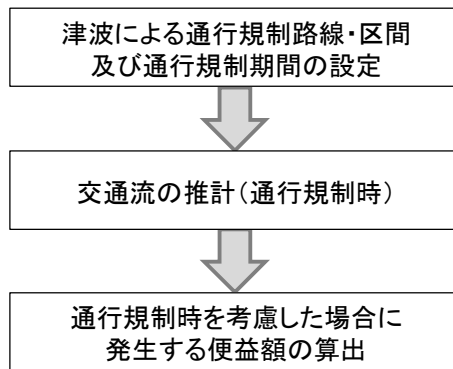 津波による通行規制路線・区間
及び通行規制期間の設定
交通流の推計（通行規制時）
通行規制時を考慮した場合に
発生する便益額の算出